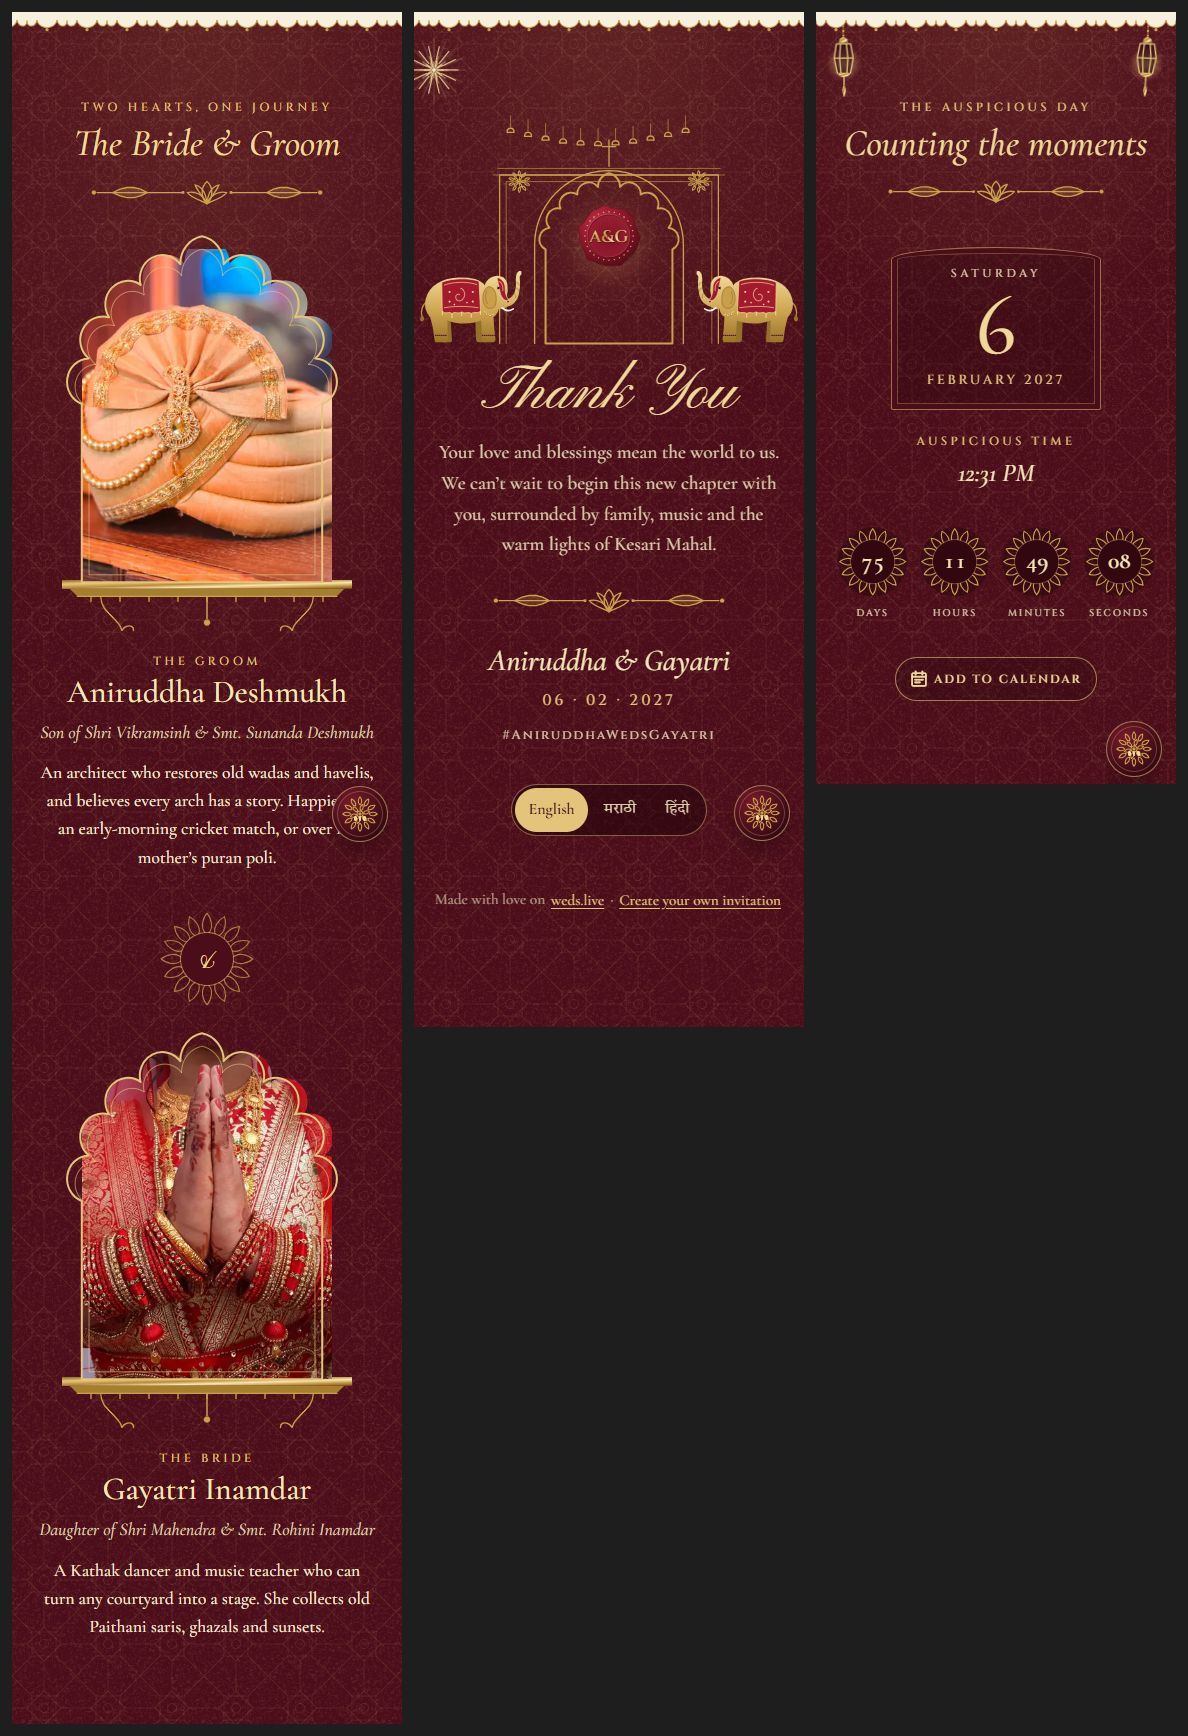 TWO HEARTS, ONE JOURNEY
The Bride & Groom
THE GROOM
Aniruddha Deshmukh
Son of Shri Vikramsinh & Smt. Sunanda Deshmukh
An architect who restores old wadas and havelis,
and believes every arch has a story.
an early-morning cricket match, or over
mother's puran poli.
&
THE BRIDE
Gayatri Inamdar
Daughter of Shri Mahendra & Smt. Rohini Inamdar
A Kathak dancer and music teacher who can
turn any courtyard into a stage. She collects old
Paithani saris, ghazals and sunsets.
A&G
Thank You
Your love and blessings mean the world to us.
We can't wait to begin this new chapter with
you, surrounded by family, music and the
warm lights of Kesari Mahal.
Aniruddha & Gayatri
06 · 02 · 2027
#AniruddhaWedsGayatri
English मराठी हिंदी
Made with love on weds.live · Create your own invitation
THE AUSPICIOUS DAY
Counting the moments
SATURDAY
6
FEBRUARY 2027
AUSPICIOUS TIME
12:31 PM
75 11 49 08
DAYS HOURS MINUTES SECONDS
ADD TO CALENDAR